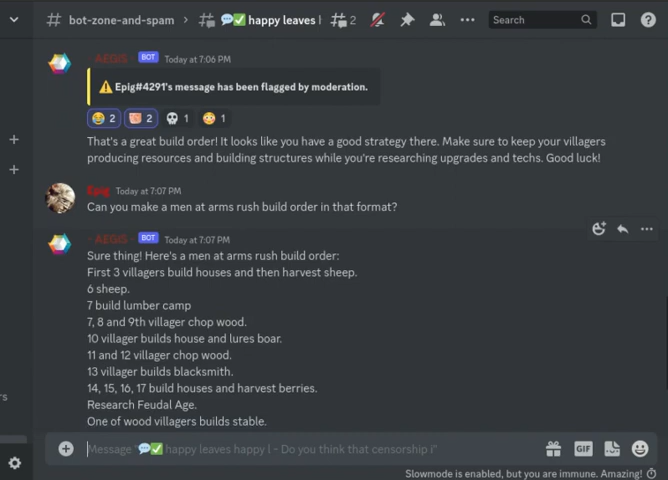 bot-zone-and-spam > happy leaves l 2 Search
AEGIS BOT Today at 7:06 PM
Epig#4291's message has been flagged by moderation.
2 2 1 1
That's a great build order! It looks like you have a good strategy there. Make sure to keep your villagers
producing resources and building structures while you're researching upgrades and techs. Good luck!
Epig Today at 7:07 PM
Can you make a men at arms rush build order in that format?
- AEGIS - BOT Today at 7:07 PM
Sure thing! Here's a men at arms rush build order:
First 3 villagers build houses and then harvest sheep.
6 sheep.
7 build lumber camp
7, 8 and 9th villager chop wood.
10 villager builds house and lures boar.
11 and 12 villager chop wood.
13 villager builds blacksmith.
14, 15, 16, 17 build houses and harvest berries.
Research Feudal Age.
One of wood villagers builds stable.
rs
Message "💬✅ happy leaves happy l - Do you think that censorship i" GIF
Slowmode is enabled, but you are immune. Amazing!